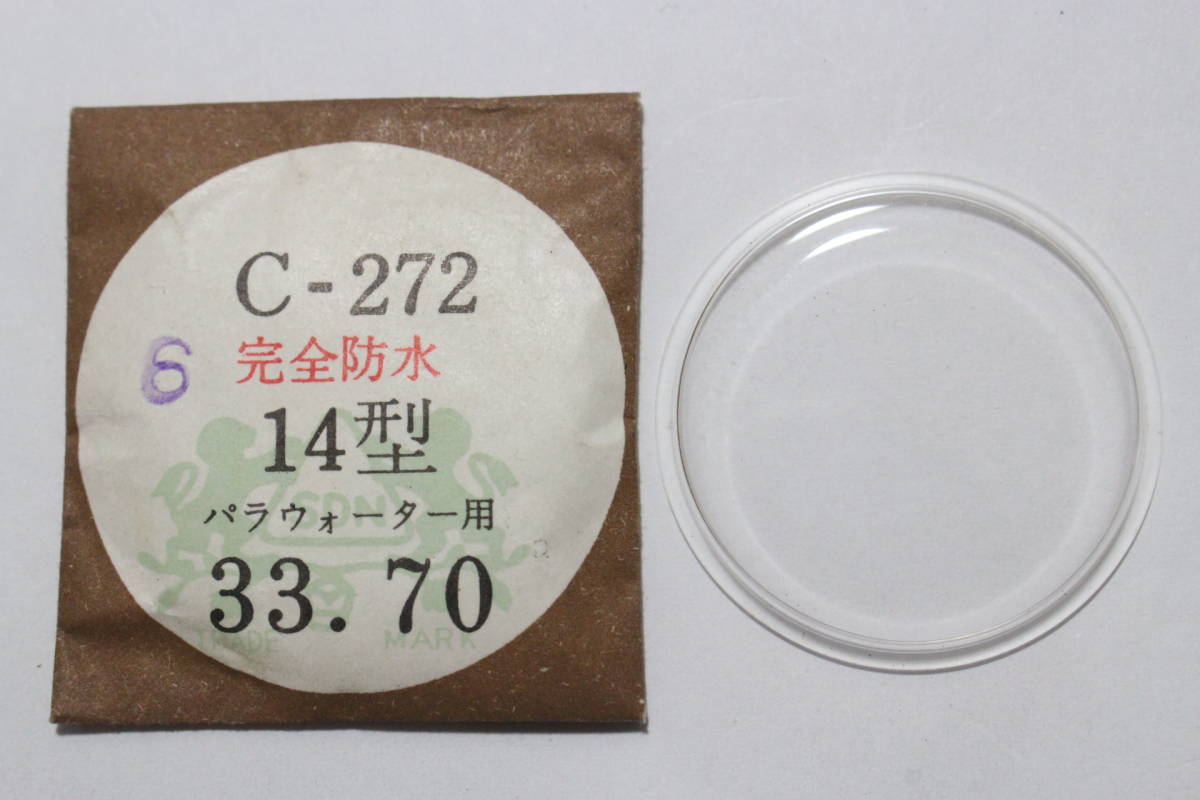 C-272
6
完全防水
14型
SDN
パラウォーター用
33.70
TRADE MARK